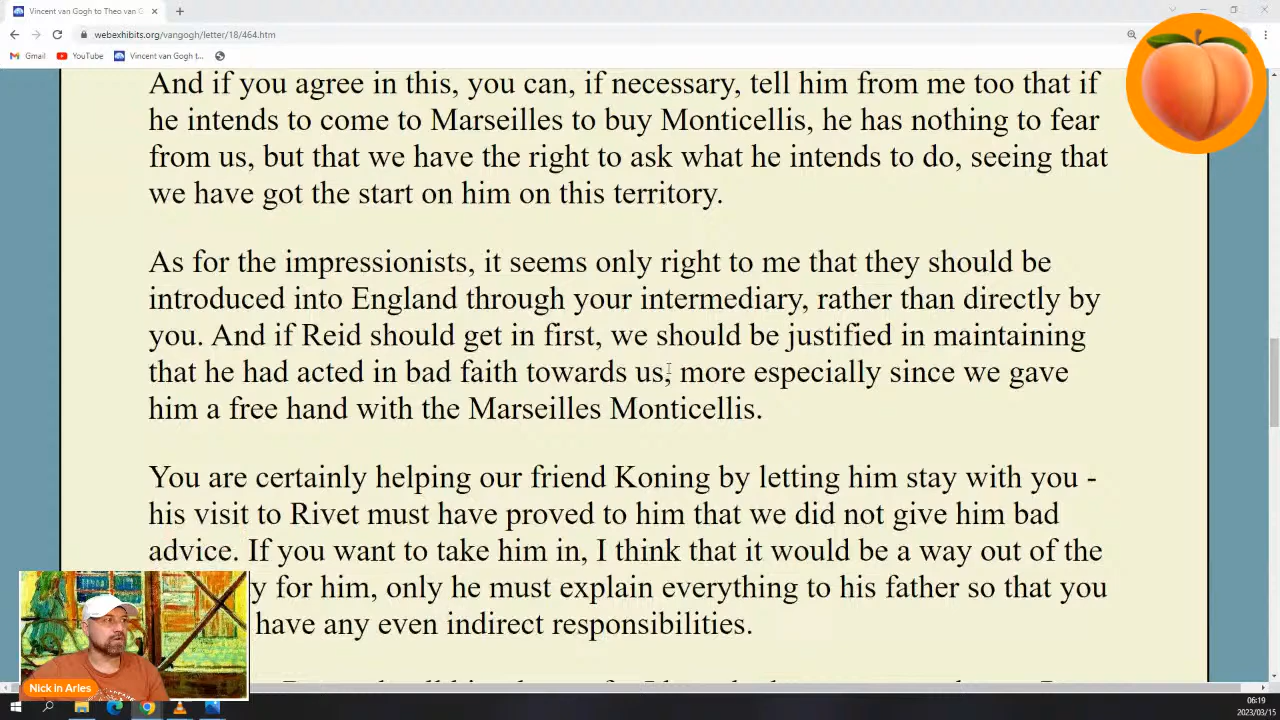 Vincent van Gogh to Theo van G
webexhibits.org/vangogh/letter/18/464.htm
Gmail
YouTube
Vincent van Gogh t...
And if you agree in this, you can, if necessary, tell him from me too that if
he intends to come to Marseilles to buy Monticellis, he has nothing to fear
from us, but that we have the right to ask what he intends to do, seeing that
we have got the start on him on this territory.
As for the impressionists, it seems only right to me that they should be
introduced into England through your intermediary, rather than directly by
you. And if Reid should get in first, we should be justified in maintaining
that he had acted in bad faith towards us, more especially since we gave
him a free hand with the Marseilles Monticellis.
You are certainly helping our friend Koning by letting him stay with you -
his visit to Rivet must have proved to him that we did not give him bad
advice. If you want to take him in, I think that it would be a way out of the
y for him, only he must explain everything to his father so that you
have any even indirect responsibilities.
Nick in Arles
06:19
2023/03/15